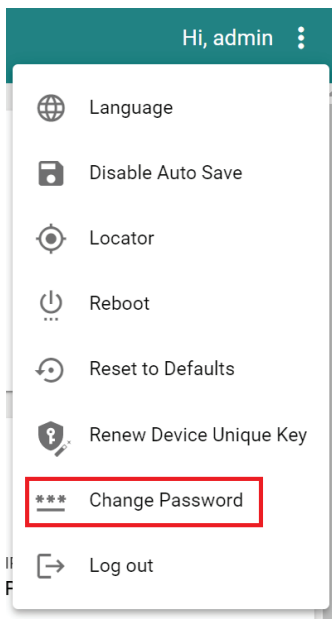 Hi, admin
Language
Disable Auto Save
Locator
Reboot
Reset to Defaults
Renew Device Unique Key
Change Password
Log out